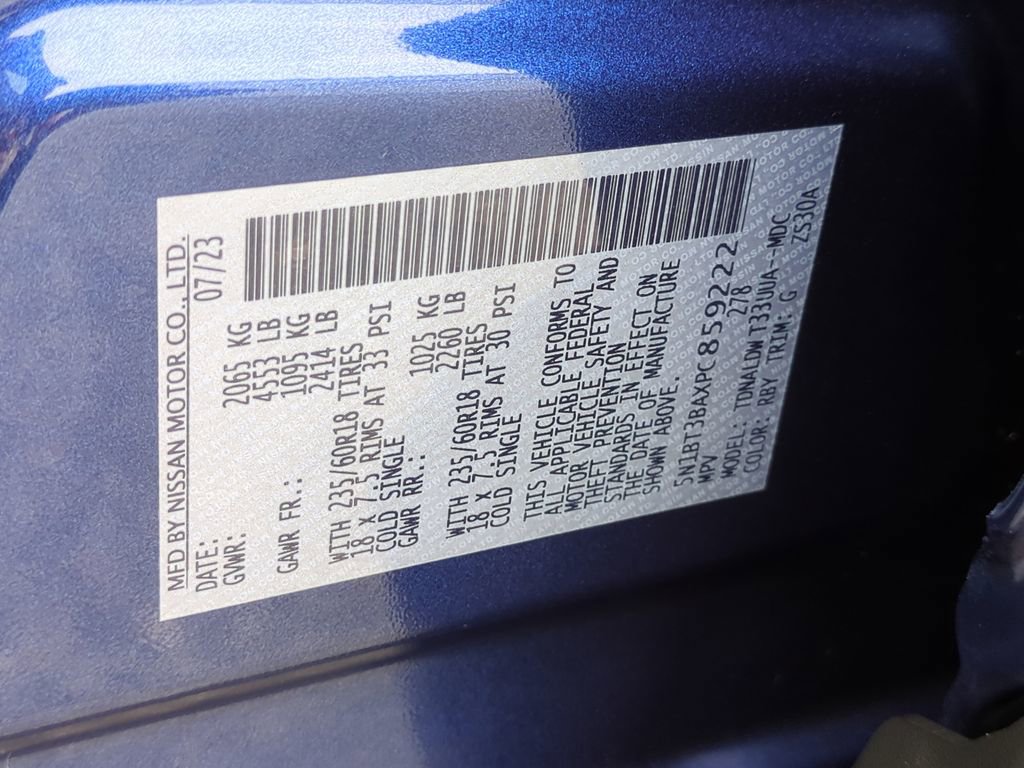 MFD BY NISSAN MOTOR CO., LTD.
DATE: 07/23
GVWR: 2065 KG
4553 LB
GAWR FR.: 1095 KG
2414 LB
WITH 235/60R18 TIRES
18 X 7.5 RIMS AT 33 PSI
COLD SINGLE
GAWR RR.: 1025 KG
2260 LB
WITH 235/60R18 TIRES
18 X 7.5 RIMS AT 30 PSI
COLD SINGLE
THIS VEHICLE CONFORMS TO
ALL APPLICABLE FEDERAL
MOTOR VEHICLE SAFETY AND
THEFT PREVENTION
STANDARDS IN EFFECT ON
THE DATE OF MANUFACTURE
SHOWN ABOVE.
5N1BT3BAXPC859222
MPV 278
MODEL: TDNALDW T33UUA--MDC
COLOR: RBY TRIM: G ZS30A